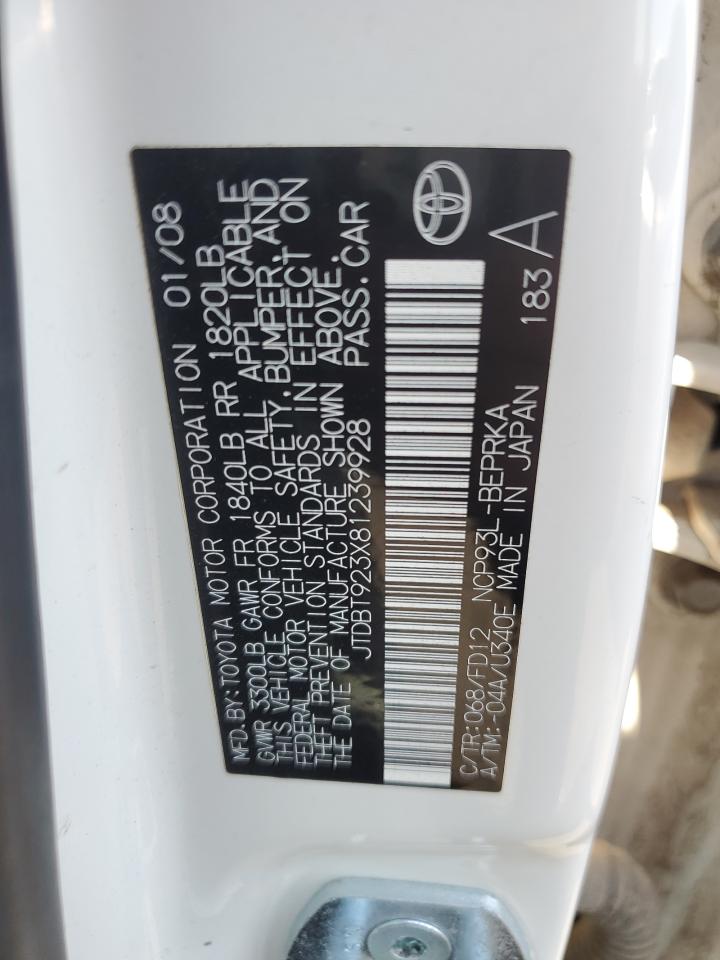 MFD. BY: TOYOTA MOTOR CORPORATION 01/08
GVWR 3300LB GAWR FR 1840LB RR 1820LB
THIS VEHICLE CONFORMS TO ALL APPLICABLE
FEDERAL MOTOR VEHICLE SAFETY, BUMPER, AND
THEFT PREVENTION STANDARDS IN EFFECT ON
THE DATE OF MANUFACTURE SHOWN ABOVE.
JTDBT923X81239928 PASS. CAR
C/TR: 068/FD12 NCP93L-BEPRKA 183 A
A/TM: -04A/U340E MADE IN JAPAN